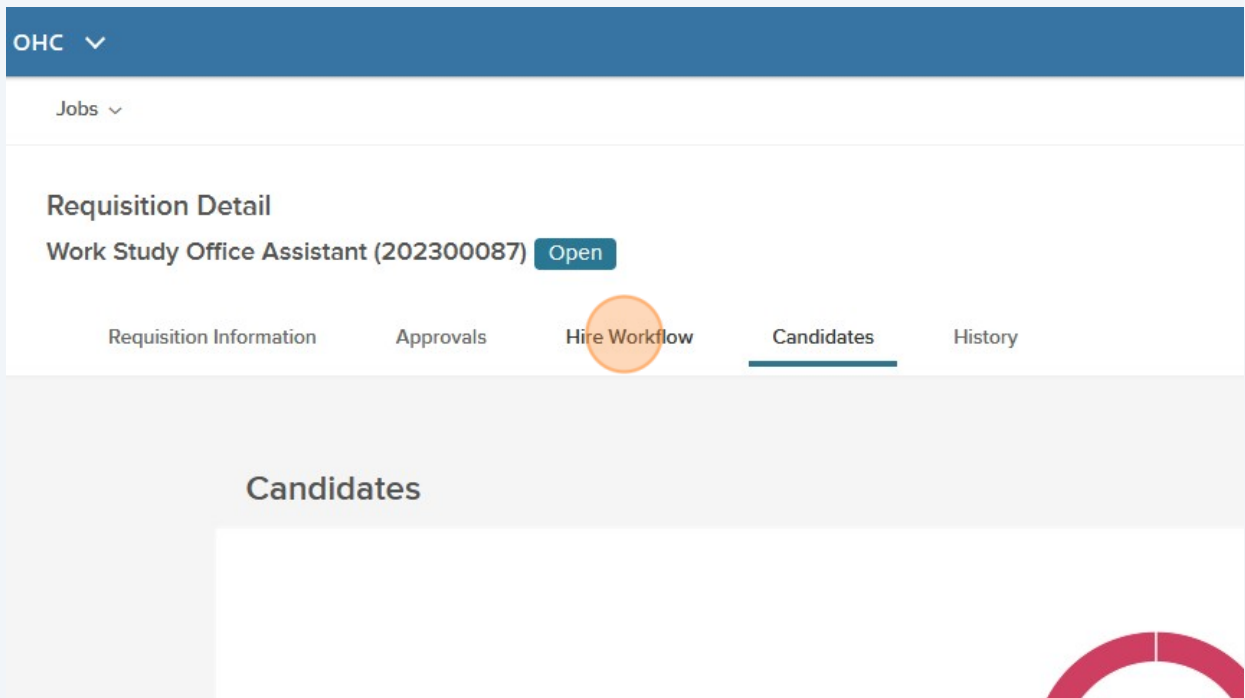 OHC
Jobs
Requisition Detail
Work Study Office Assistant (202300087) Open
Requisition Information Approvals Hire Workflow Candidates History
Candidates